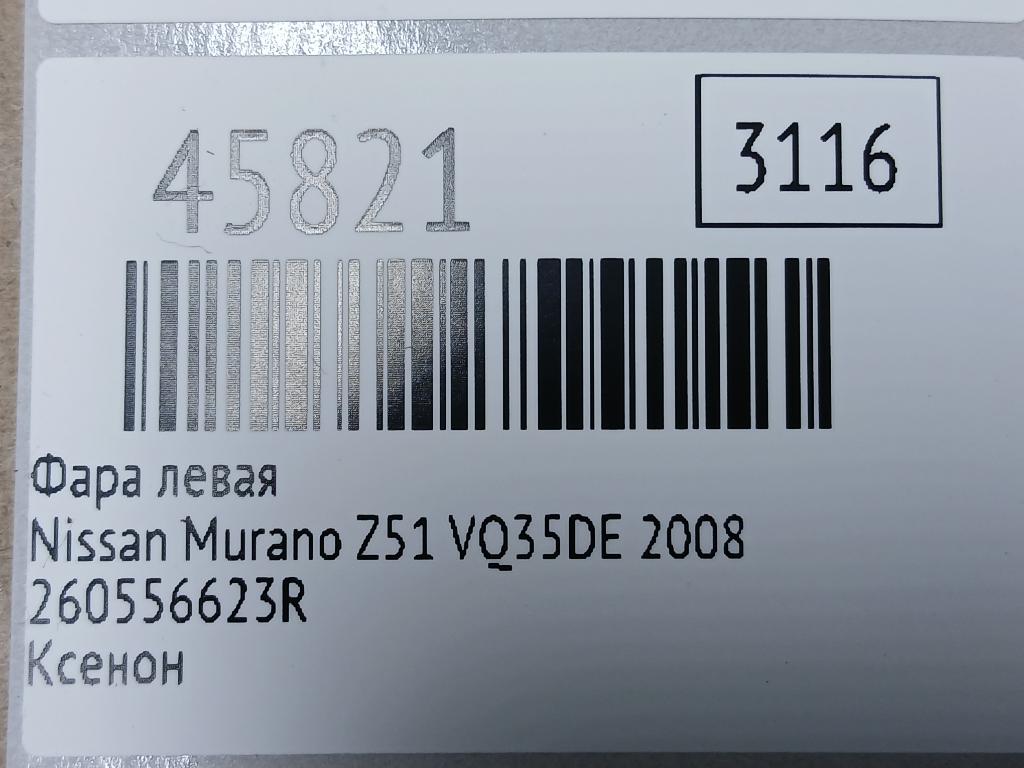 45821
3116
Фара левая
Nissan Murano Z51 VQ35DE 2008
260556623R
Ксенон